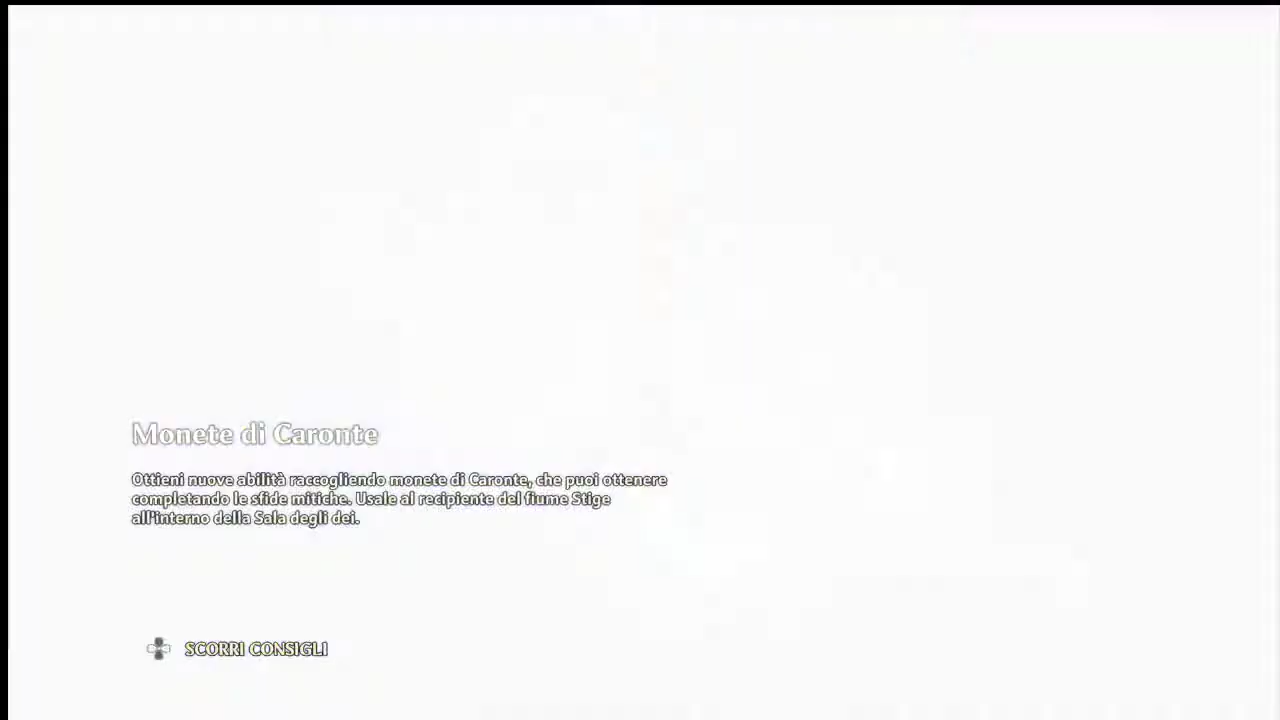 Monete di Caronte
Ottieni nuove abilità raccogliendo monete di Caronte, che puoi ottenere
completando le sfide mitiche. Usale al recipiente del fiume Stige
all'interno della Sala degli dei.
SCORRI CONSIGLI